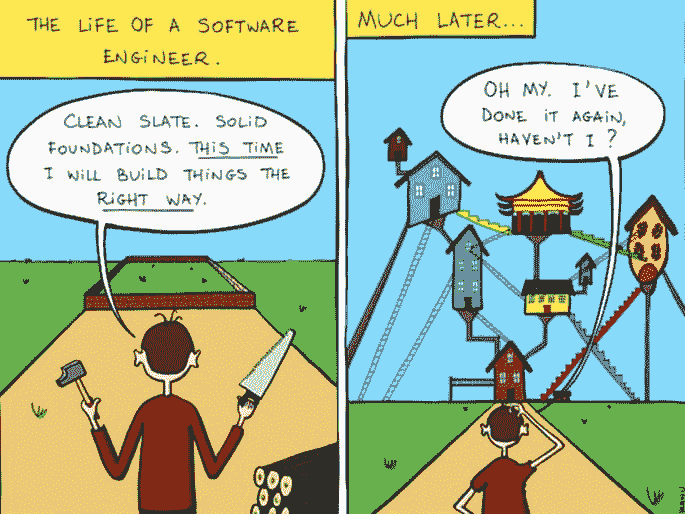 THE LIFE OF A SOFTWARE
ENGINEER.
CLEAN SLATE. SOLID
FOUNDATIONS. THIS TIME
I WILL BUILD THINGS THE
RIGHT WAY.
MUCH LATER...
OH MY. I'VE
DONE IT AGAIN,
HAVEN'T I ?